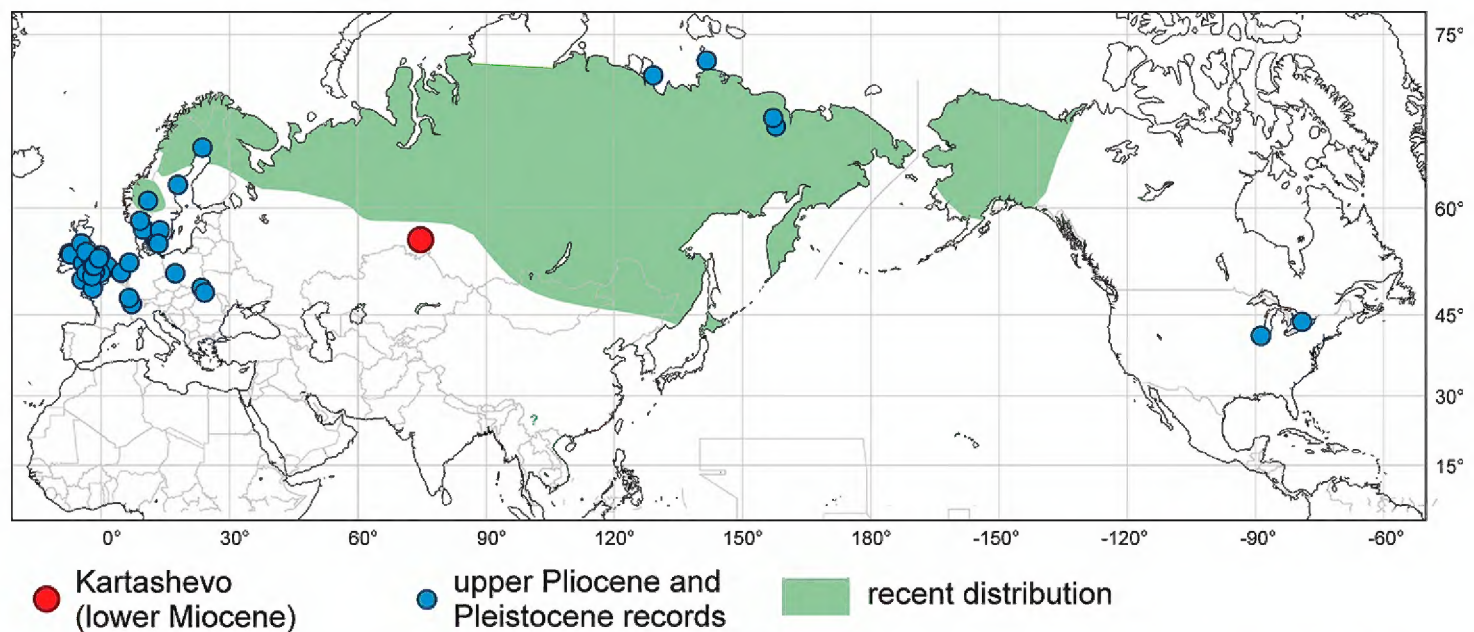 75°
60°
45°
30°
15°
?
0° 30° 60° 90° 120° 150° 180° -150° -120° -90° -60°
Kartashevo
(lower Miocene)
upper Pliocene and
Pleistocene records
recent distribution